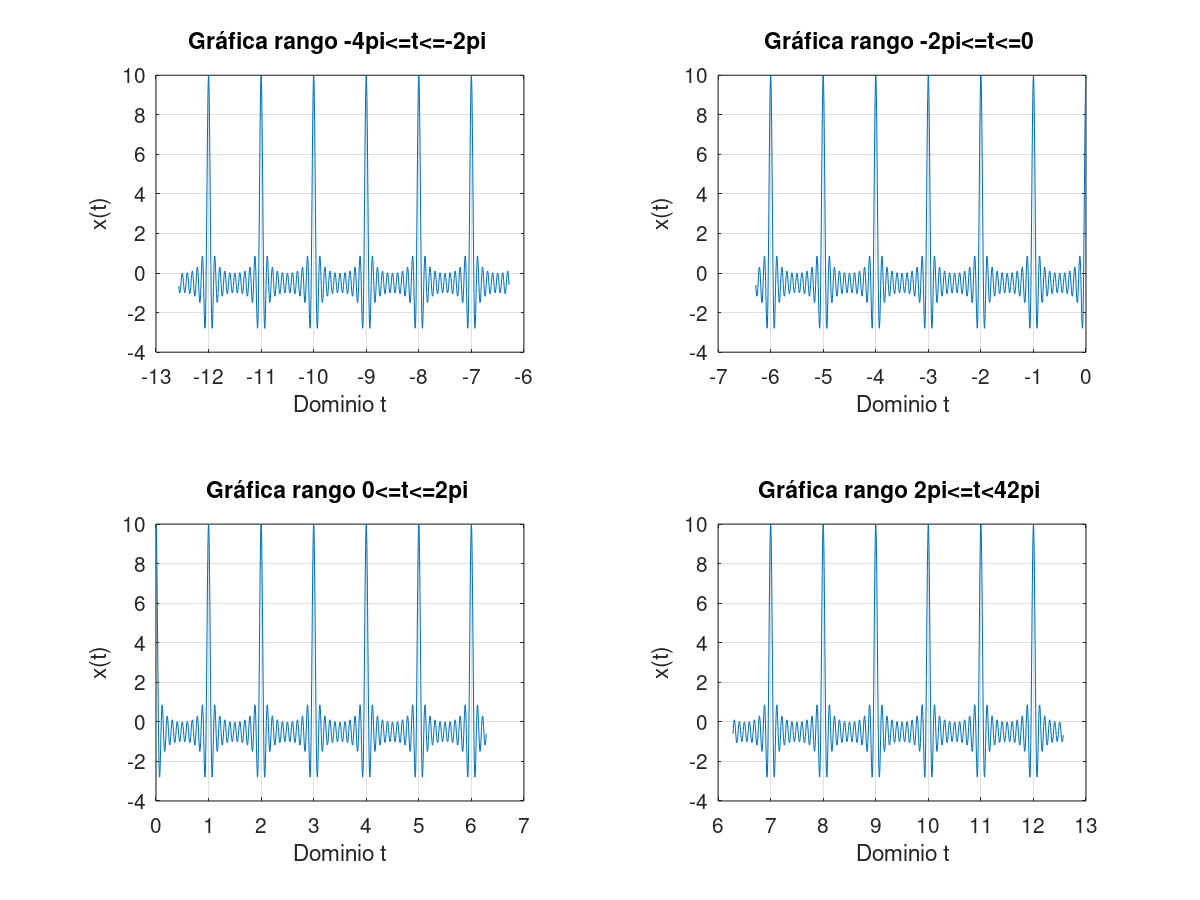 Gráfica rango -4pi<=t<=-2pi
10
8
6
4
2
0
-2
-4
x(t)
-13 -12 -11 -10 -9 -8 -7 -6
Dominio t
Gráfica rango -2pi<=t<=0
10
8
6
4
2
0
-2
-4
x(t)
-7 -6 -5 -4 -3 -2 -1 0
Dominio t
Gráfica rango 0<=t<=2pi
10
8
6
4
2
0
-2
-4
x(t)
0 1 2 3 4 5 6 7
Dominio t
Gráfica rango 2pi<=t<42pi
10
8
6
4
2
0
-2
-4
x(t)
6 7 8 9 10 11 12 13
Dominio t